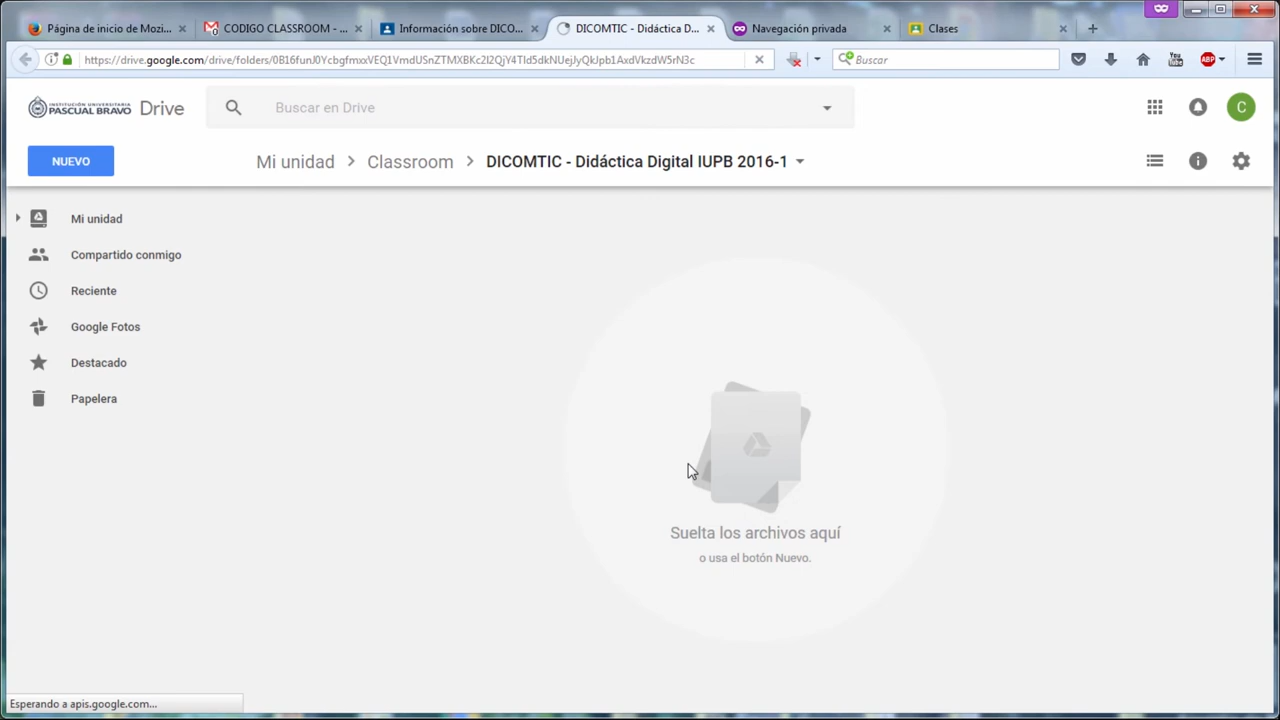 Página de inicio de Mozi...
CODIGO CLASSROOM - ...
Información sobre DICO...
DICOMTIC - Didáctica D...
Navegación privada
Clases
https://drive.google.com/drive/folders/
Buscar
You Tube
ABP
INSTITUCIÓN UNIVERSITARIA
PASCUAL BRAVO
Drive
Buscar en Drive
C
NUEVO
Mi unidad > Classroom > DICOMTIC - Didáctica Digital IUPB 2016-1
Mi unidad
Compartido conmigo
Reciente
Google Fotos
Destacado
Papelera
Suelta los archivos aquí
o usa el botón Nuevo.
Esperando a apis.google.com...